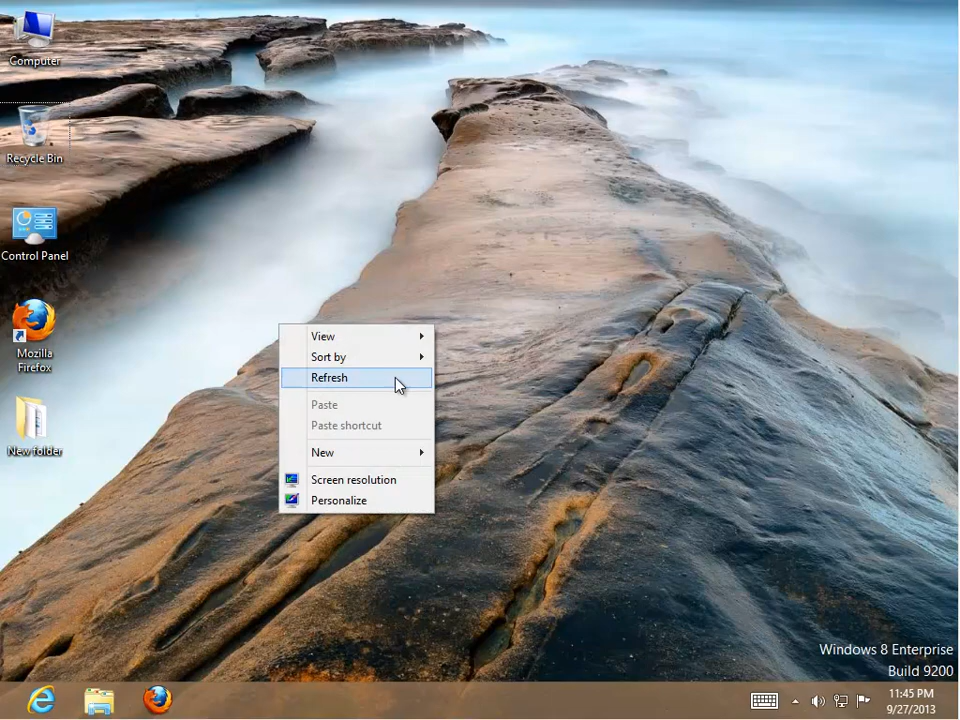 Computer
Recycle Bin
Control Panel
Mozilla
Firefox
New folder
View
Sort by
Refresh
Paste
Paste shortcut
New
Screen resolution
Personalize
Windows 8 Enterprise
Build 9200
11:45 PM
9/27/2013